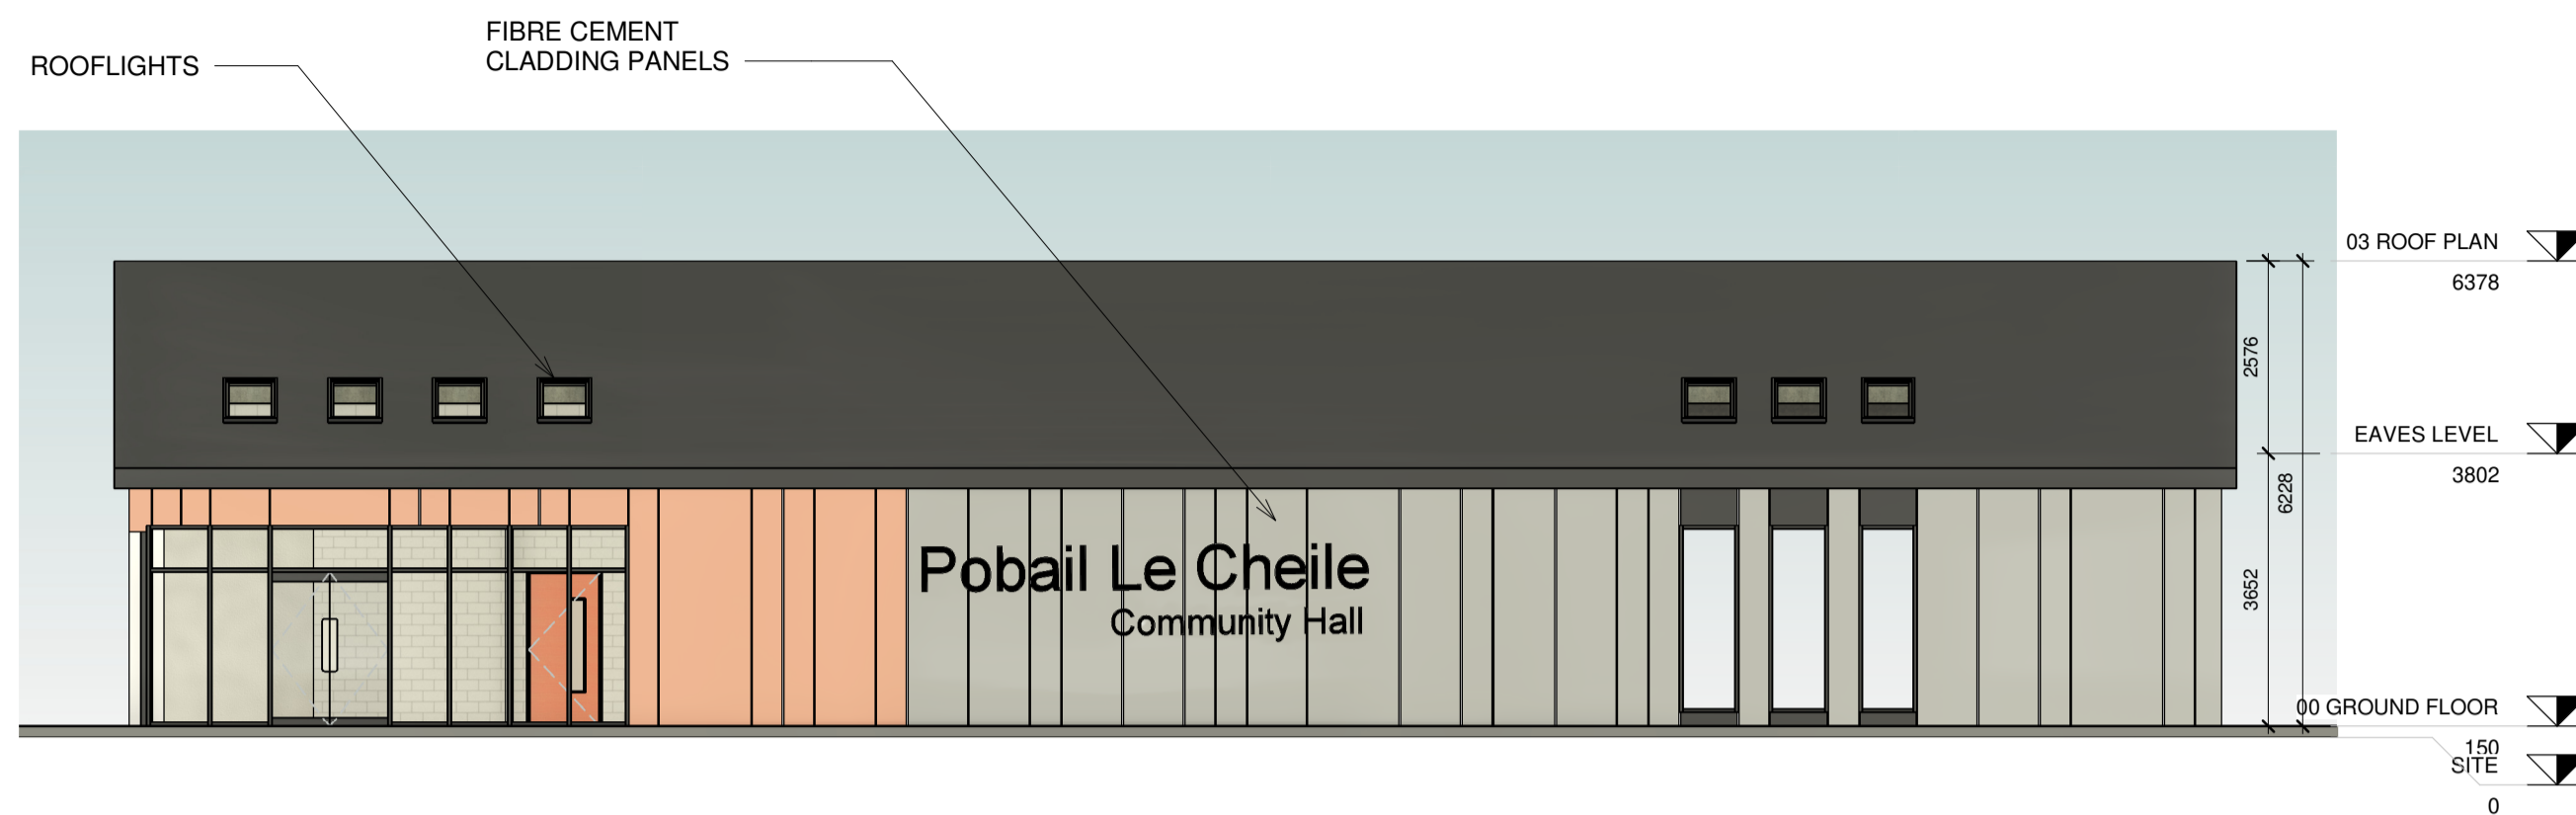 FIBRE CEMENT
CLADDING PANELS
ROOFLIGHTS
03 ROOF PLAN
6378
2576
EAVES LEVEL
3802
6228
Pobail Le Cheile
Community Hall
3652
00 GROUND FLOOR
150
SITE
0